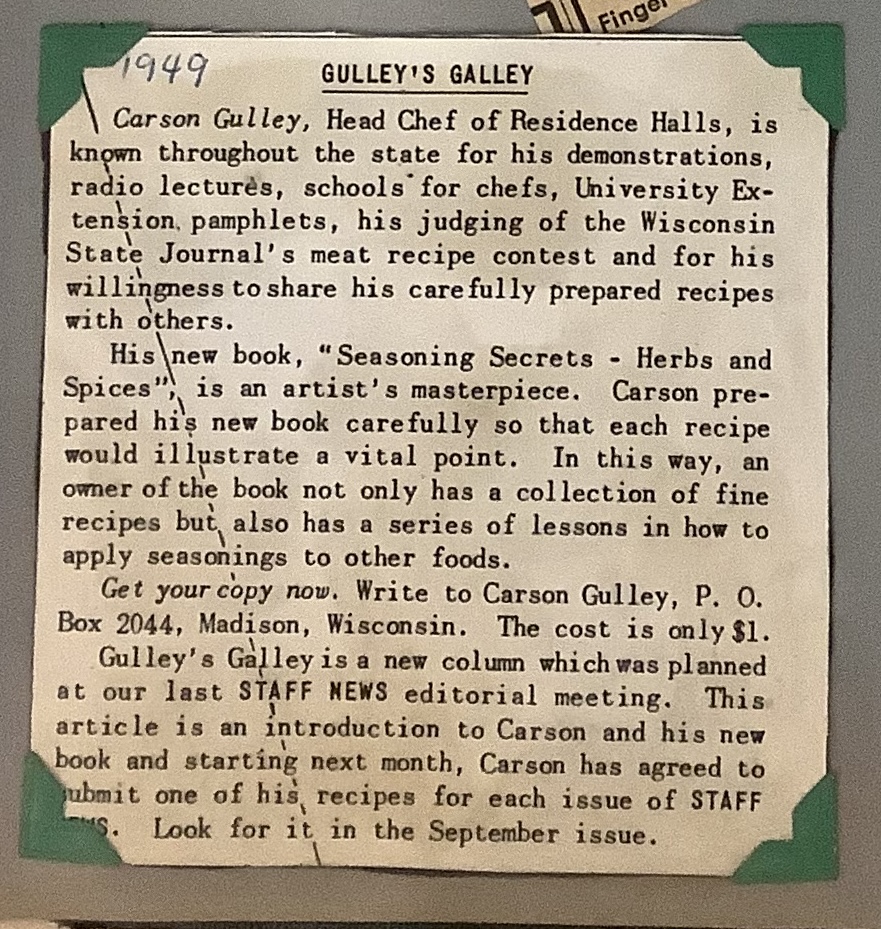 Finger
1949
GULLEY'S GALLEY
Carson Gulley, Head Chef of Residence Halls, is
known throughout the state for his demonstrations,
radio lectures, schools for chefs, University Ex-
tension pamphlets, his judging of the Wisconsin
State Journal's meat recipe contest and for his
willingness to share his carefully prepared recipes
with others.
His new book, "Seasoning Secrets - Herbs and
Spices", is an artist's masterpiece. Carson pre-
pared his new book carefully so that each recipe
would illustrate a vital point. In this way, an
owner of the book not only has a collection of fine
recipes but also has a series of lessons in how to
apply seasonings to other foods.
Get your copy now. Write to Carson Gulley, P. O.
Box 2044, Madison, Wisconsin. The cost is only $1.
Gulley's Galley is a new column which was planned
at our last STAFF NEWS editorial meeting. This
article is an introduction to Carson and his new
book and starting next month, Carson has agreed to
submit one of his recipes for each issue of STAFF
NEWS. Look for it in the September issue.